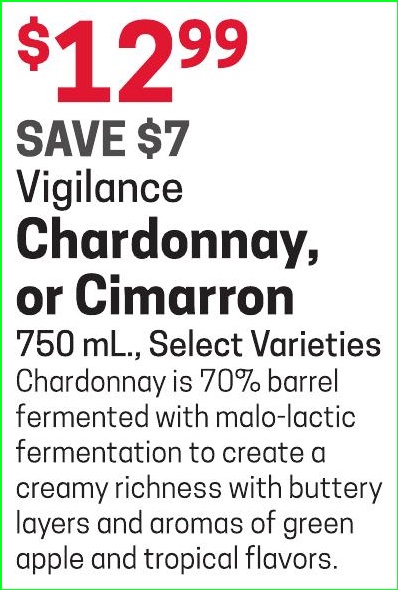 $12.99
SAVE $7
Vigilance
Chardonnay,
or Cimarron
750 mL., Select Varieties
Chardonnay is 70% barrel
fermented with malo-lactic
fermentation to create a
creamy richness with buttery
layers and aromas of green
apple and tropical flavors.